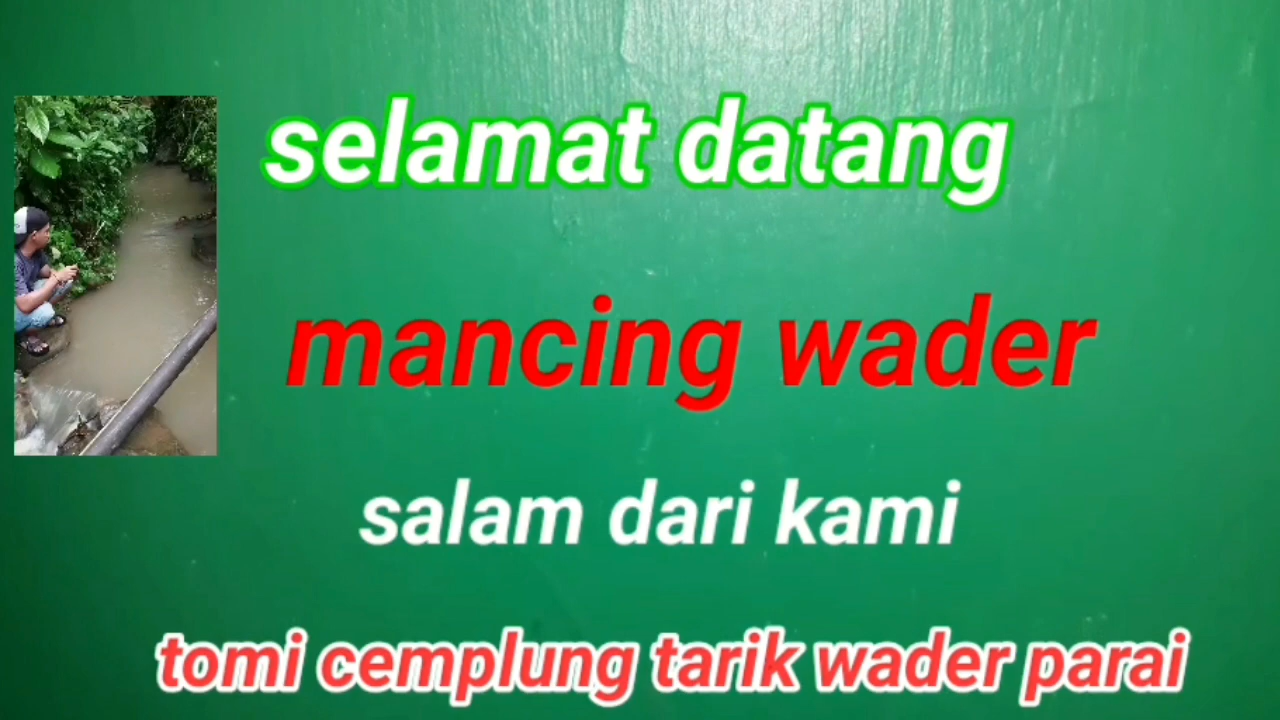 selamat datang
mancing wader
salam dari kami
tomi cemplung tarik wader parai